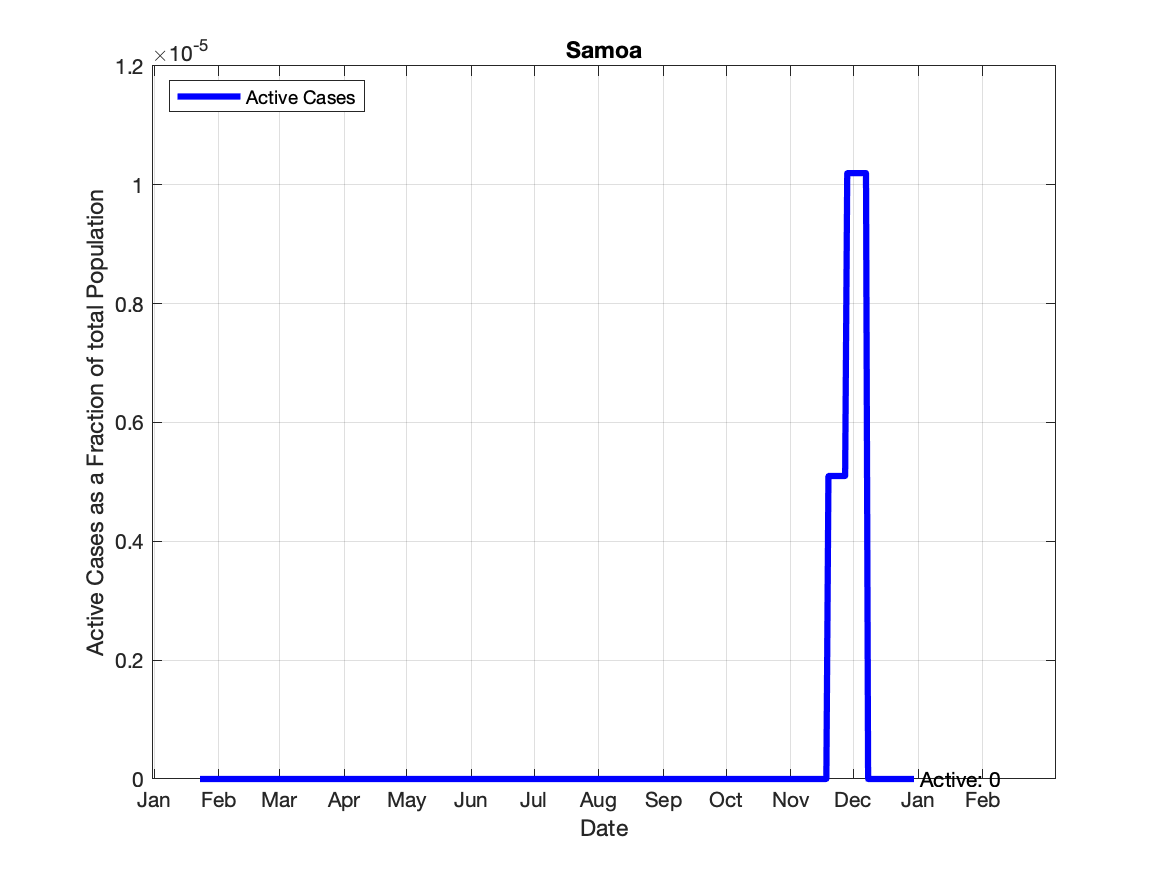 Samoa
×10-5
Active Cases
1.2
1
0.8
0.6
0.4
0.2
0
Active Cases as a Fraction of total Population
Active: 0
Jan Feb Mar Apr May Jun Jul Aug Sep Oct Nov Dec Jan Feb
Date